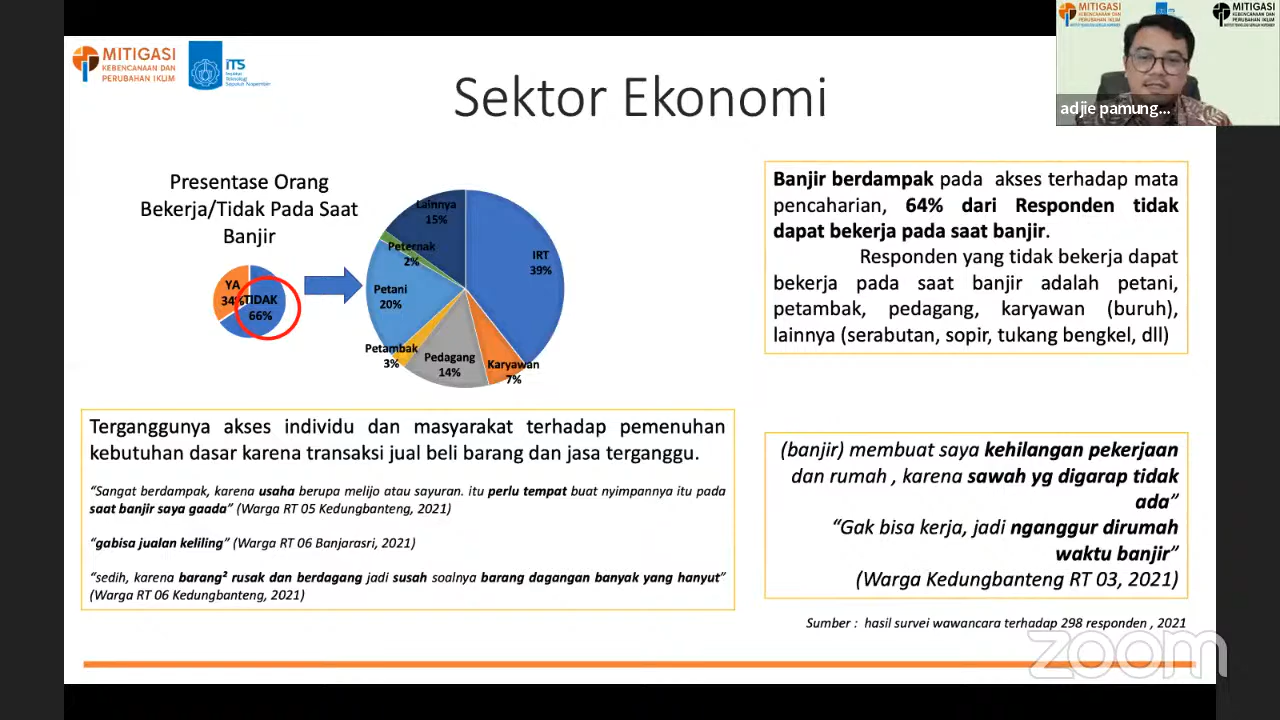 MITIGASI
KEBENCANAAN DAN
PERUBAHAN IKLIM
ITS
Institut
Teknologi
Sepuluh Nopember
Sektor Ekonomi
MITIGASI
KEBENCANAAN DAN
PERUBAHAN IKLIM
MITIGASI
KEBENCANAAN DAN
PERUBAHAN IKLIM
adjie pamung...
Presentase Orang
Bekerja/Tidak Pada Saat
Banjir
YA
34%
TIDAK
66%
Lainnya
15%
Peternak
2%
Petani
20%
Petambak
3%
Pedagang
14%
Karyawan
7%
IRT
39%
Banjir berdampak pada akses terhadap mata
pencaharian, 64% dari Responden tidak
dapat bekerja pada saat banjir.
Responden yang tidak bekerja dapat
bekerja pada saat banjir adalah petani,
petambak, pedagang, karyawan (buruh),
lainnya (serabutan, sopir, tukang bengkel, dll)
Terganggunya akses individu dan masyarakat terhadap pemenuhan
kebutuhan dasar karena transaksi jual beli barang dan jasa terganggu.
“Sangat berdampak, karena usaha berupa melijo atau sayuran. itu perlu tempat buat nyimpannya itu pada
saat banjir saya gaada” (Warga RT 05 Kedungbanteng, 2021)
“gabisa jualan keliling” (Warga RT 06 Banjarasri, 2021)
“sedih, karena barang² rusak dan berdagang jadi susah soalnya barang dagangan banyak yang hanyut”
(Warga RT 06 Kedungbanteng, 2021)
(banjir) membuat saya kehilangan pekerjaan
dan rumah , karena sawah yg digarap tidak
ada”
“Gak bisa kerja, jadi nganggur dirumah
waktu banjir”
(Warga Kedungbanteng RT 03, 2021)
Sumber : hasil survei wawancara terhadap 298 responden , 2021
zoom